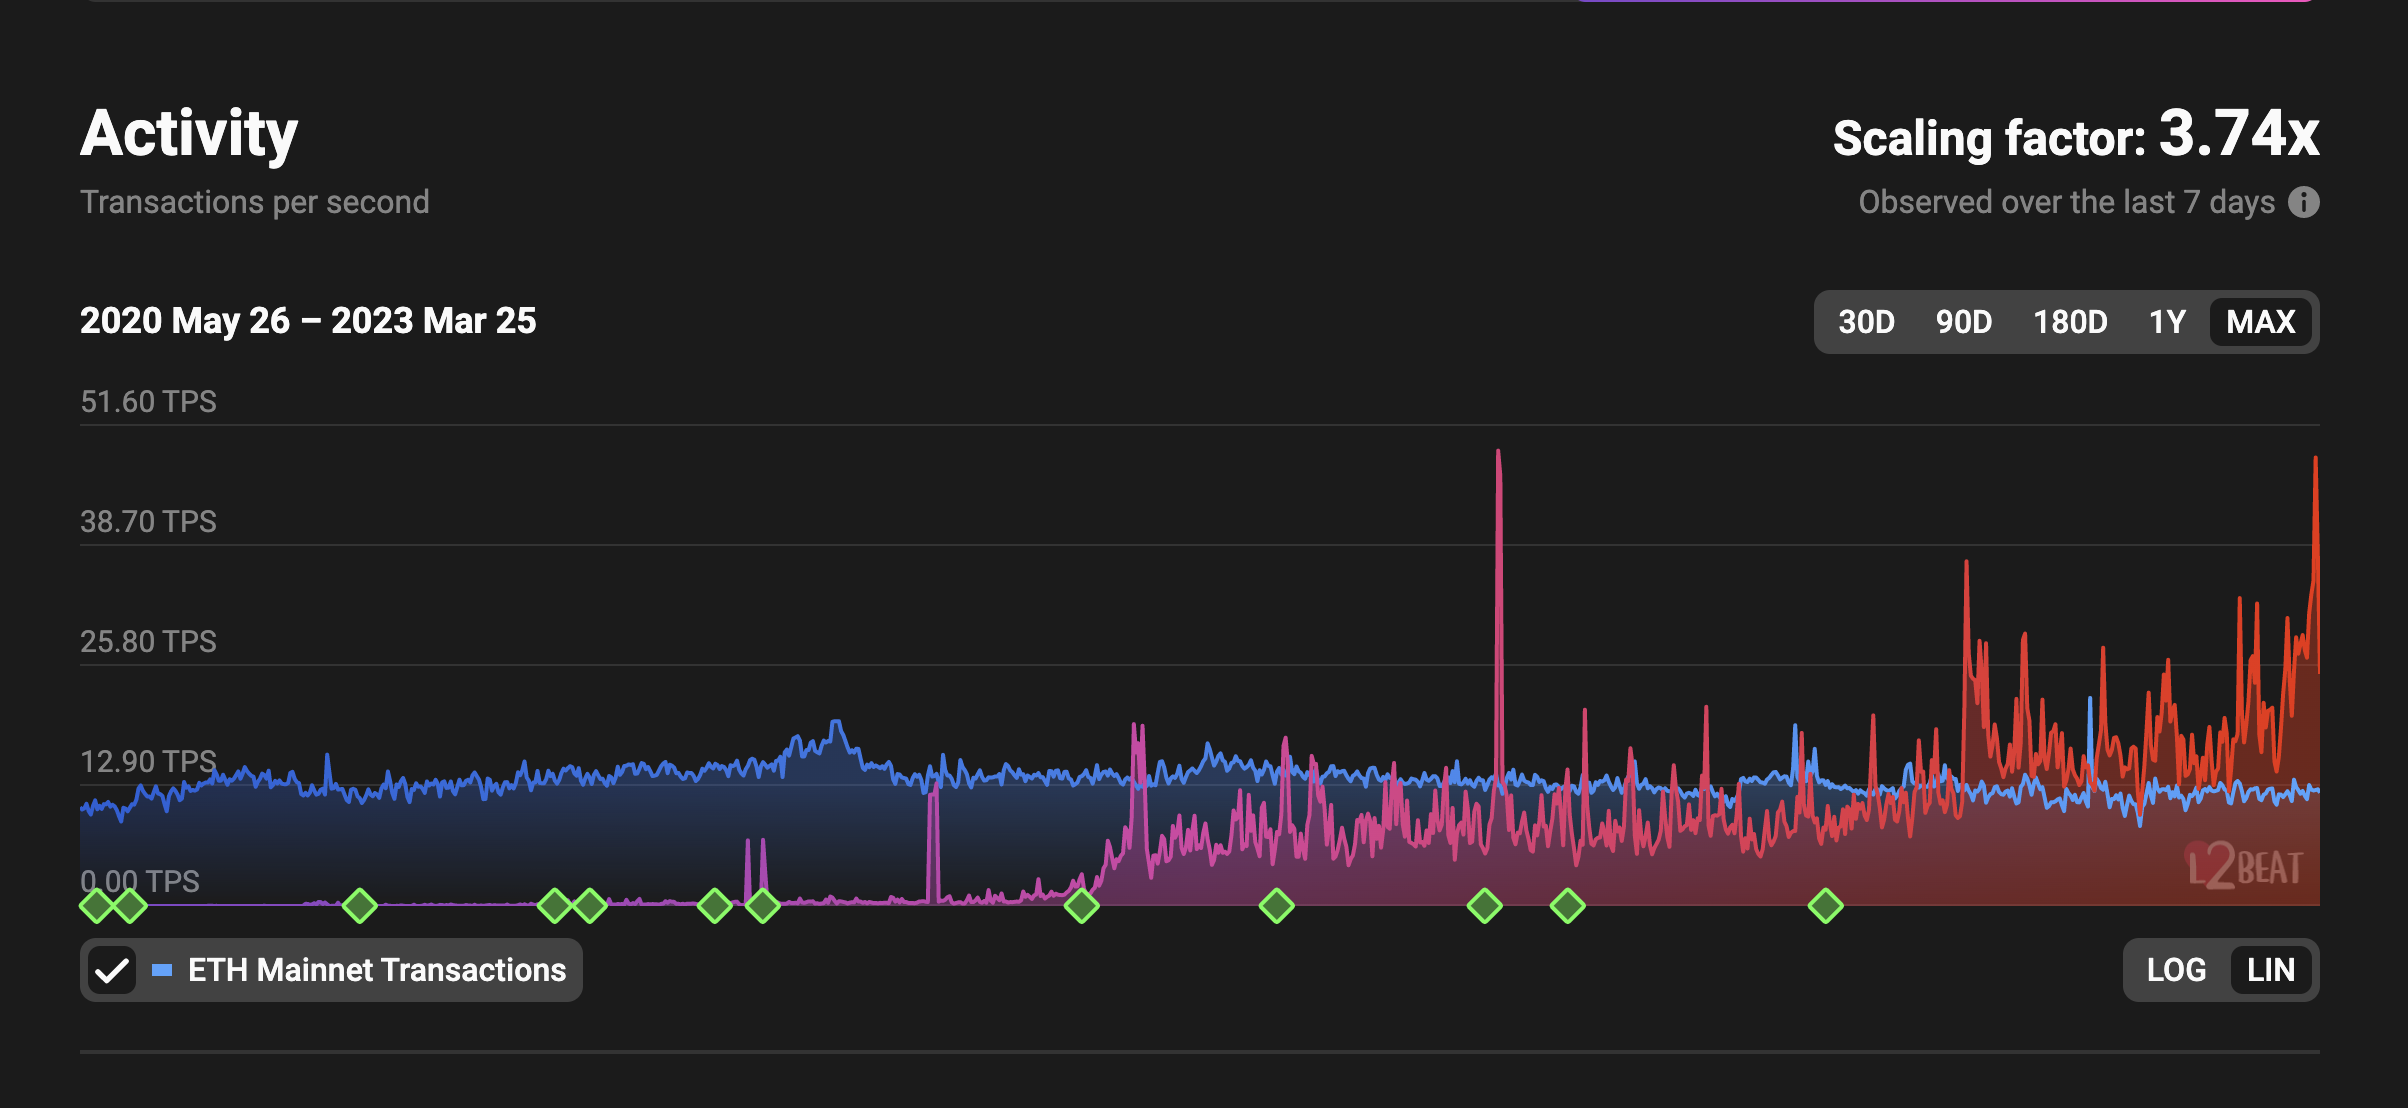 Activity
Scaling factor: 3.74x
Transactions per second
Observed over the last 7 days
2020 May 26 – 2023 Mar 25
30D 90D 180D 1Y MAX
51.60 TPS
38.70 TPS
25.80 TPS
12.90 TPS
0.00 TPS
L2BEAT
ETH Mainnet Transactions
LOG LIN